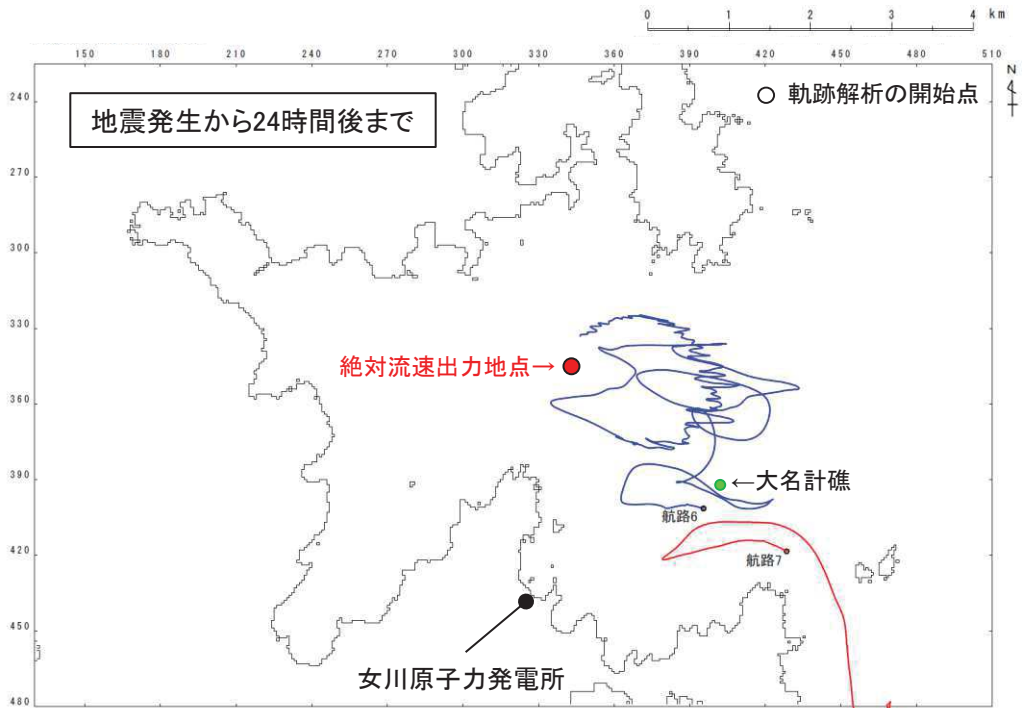 0 1 2 3 4 km
150 180 210 240 270 300 330 360 390 420 450 480 510
N
240
270
300
330
360
390
420
450
480
地震発生から24時間後まで
○ 軌跡解析の開始点
絶対流速出力地点→
←大名計礁
航路6
航路7
女川原子力発電所